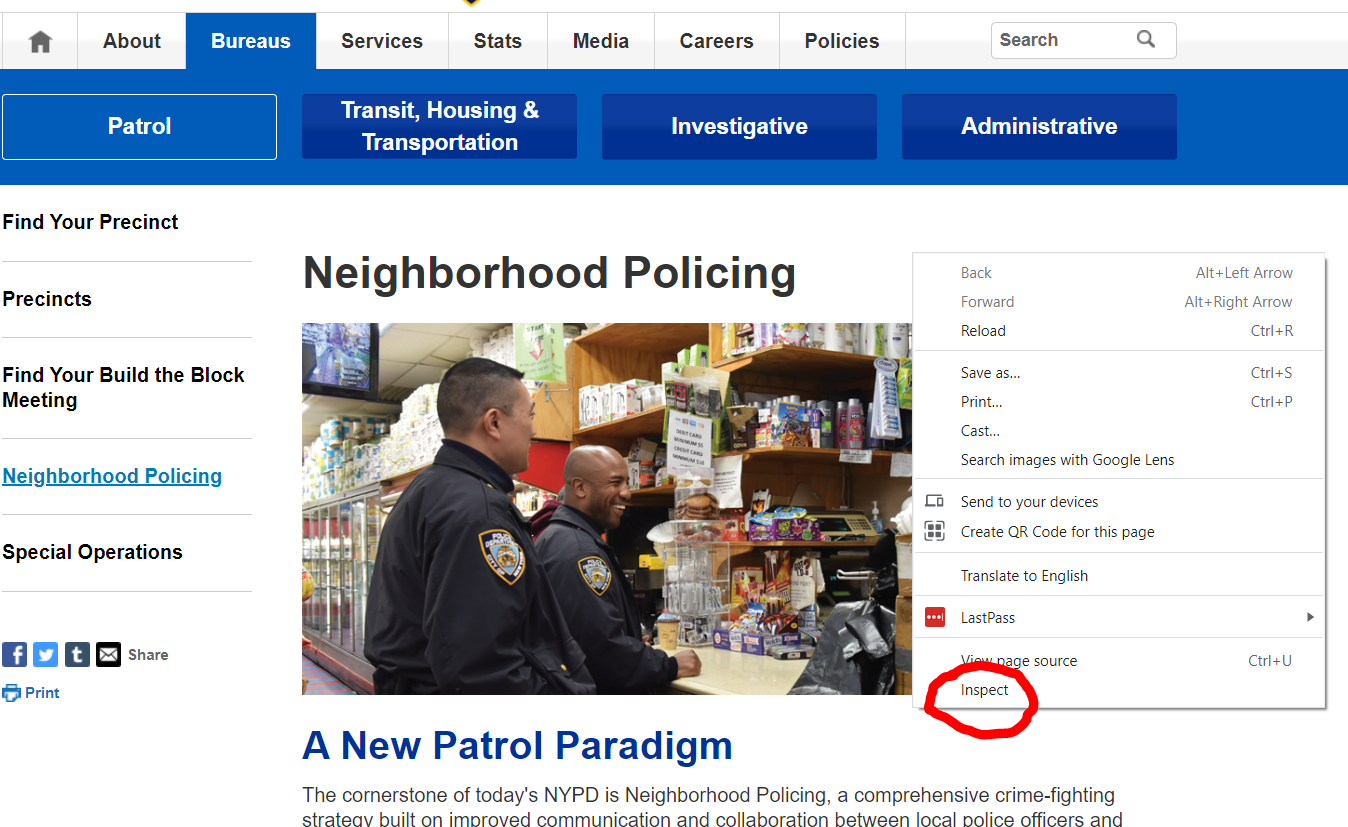 About
Bureaus
Services
Stats
Media
Careers
Policies
Search
Patrol
Transit, Housing &
Transportation
Investigative
Administrative
Find Your Precinct
Precincts
Find Your Build the Block
Meeting
Neighborhood Policing
Special Operations
Share
Print
Neighborhood Policing
DEBIT CARD
MINIMUM $5
CREDIT CARD
MINIMUM $10
POLICE
DEPARTMENT
CITY OF
A New Patrol Paradigm
The cornerstone of today's NYPD is Neighborhood Policing, a comprehensive crime-fighting
strategy built on improved communication and collaboration between local police officers and
Back Alt+Left Arrow
Forward Alt+Right Arrow
Reload Ctrl+R
Save as... Ctrl+S
Print... Ctrl+P
Cast...
Search images with Google Lens
Send to your devices
Create QR Code for this page
Translate to English
LastPass
View page source Ctrl+U
Inspect